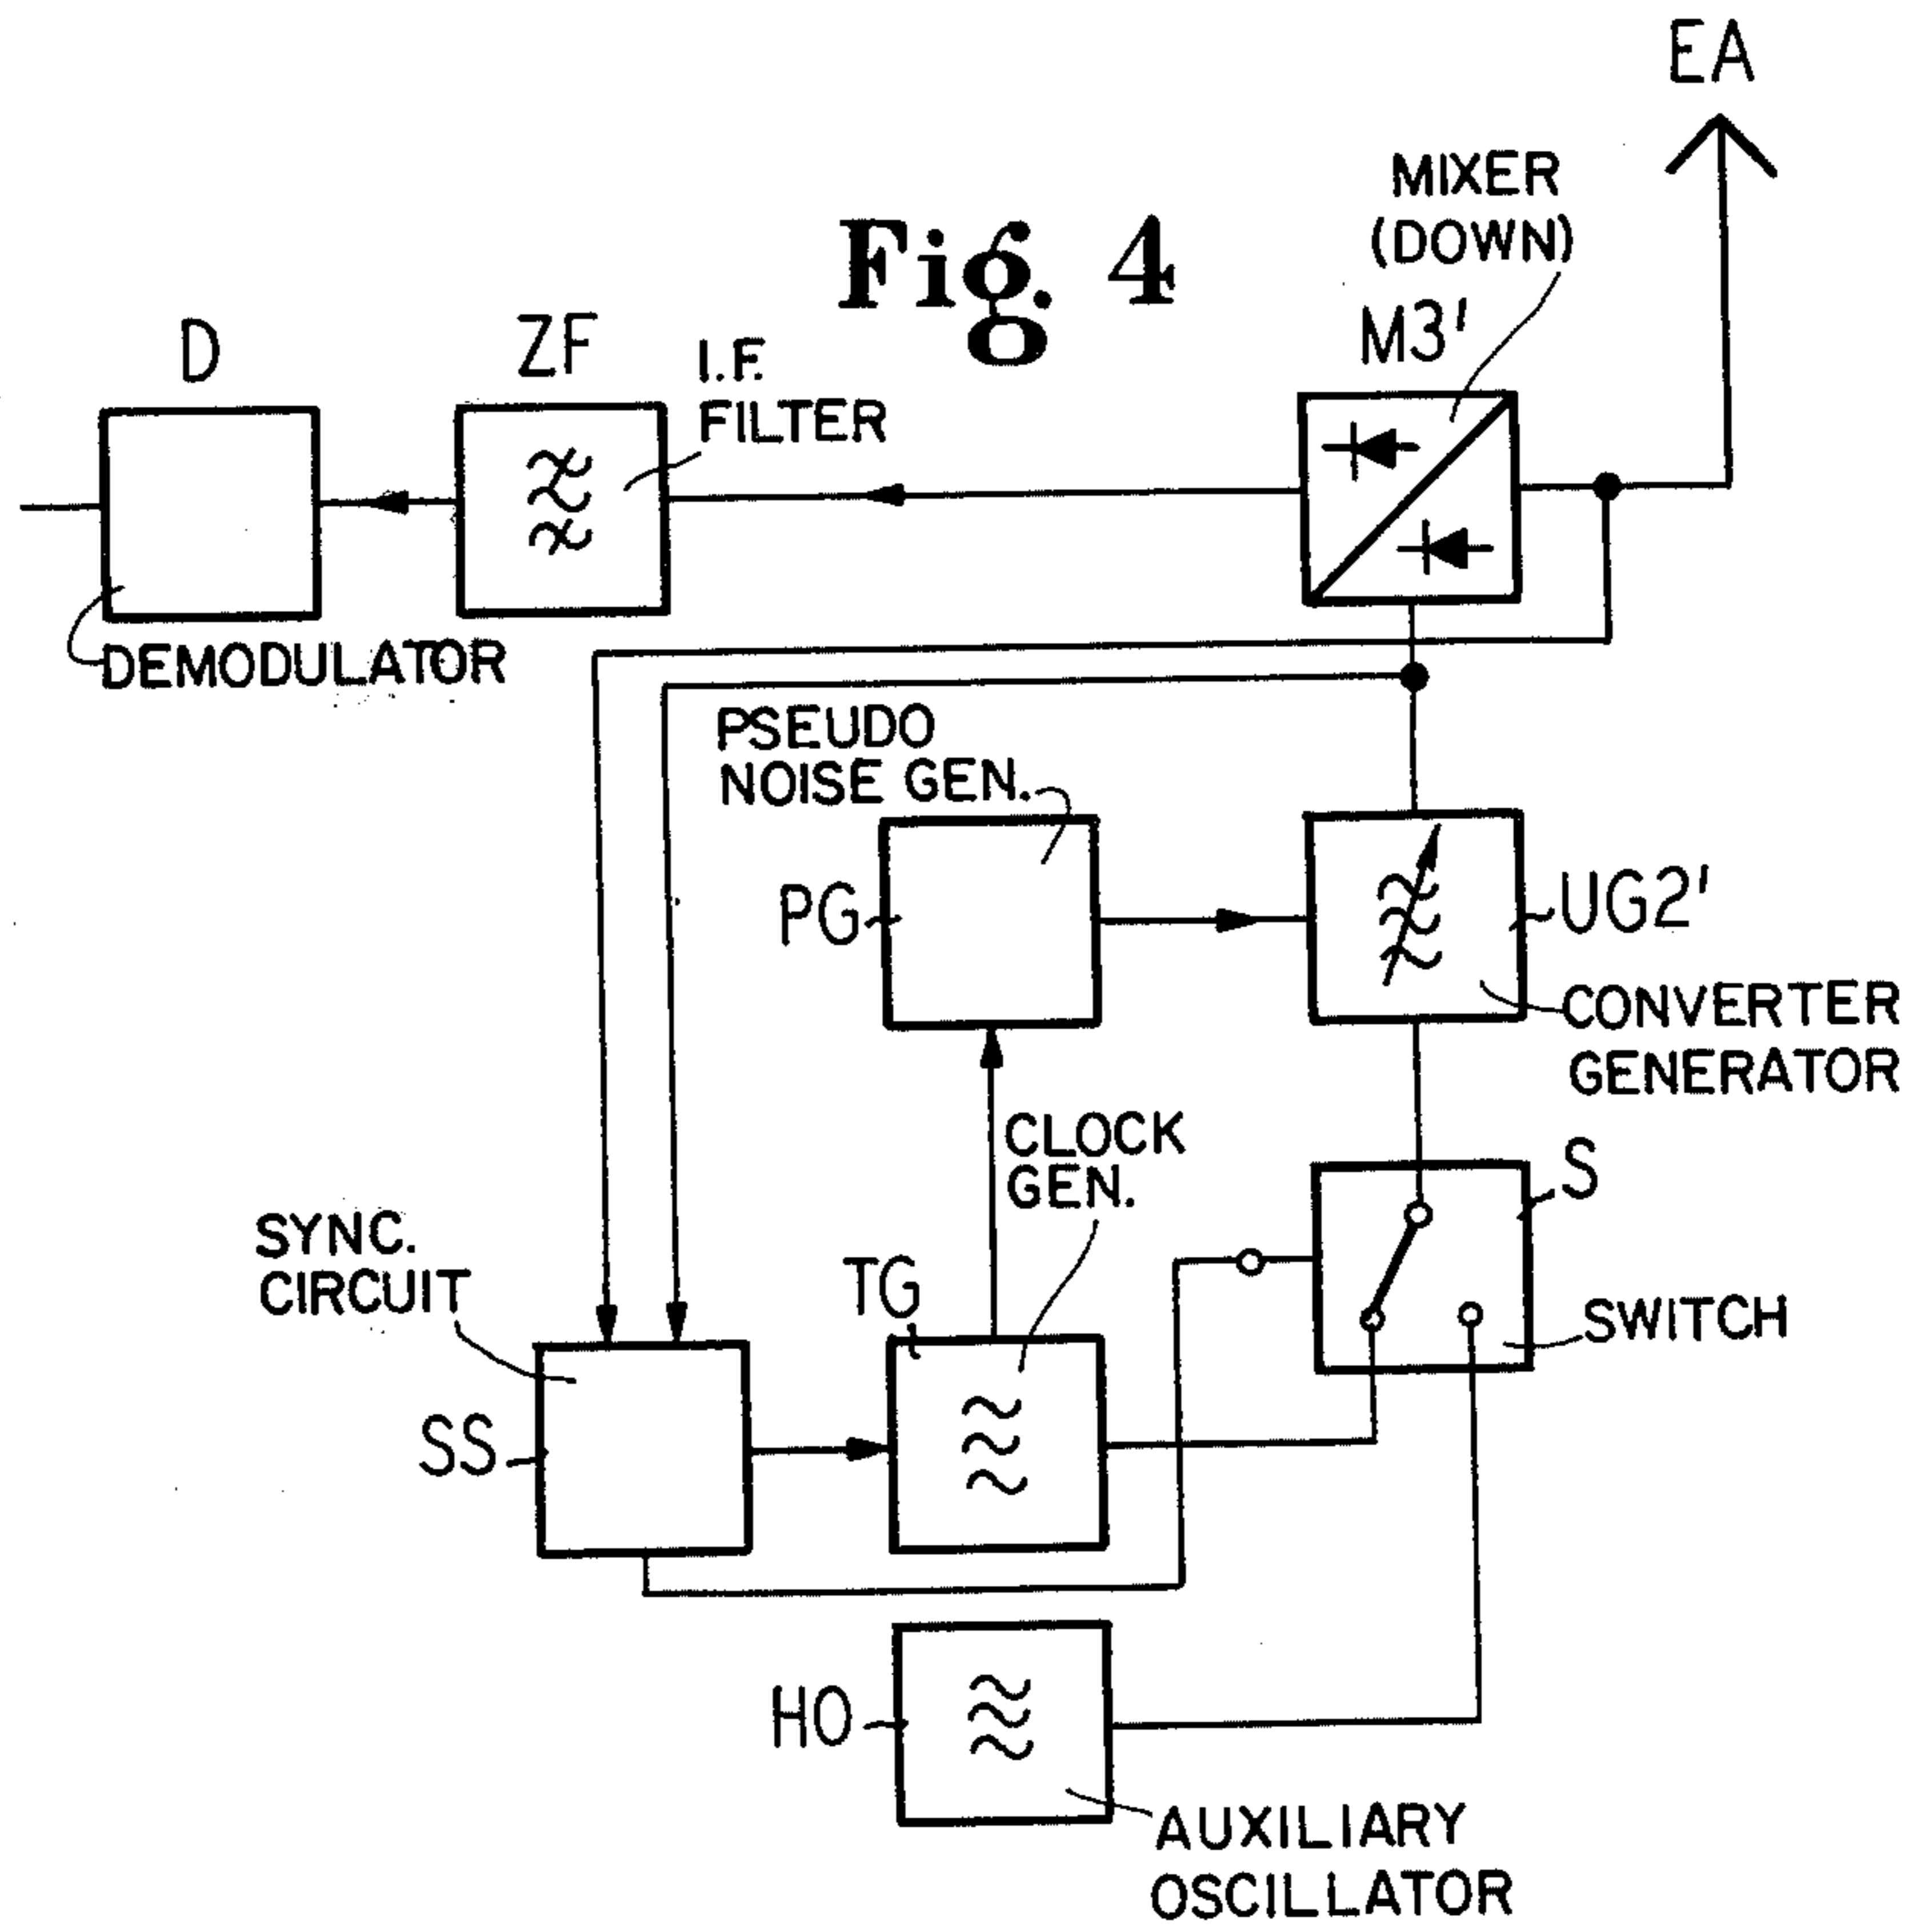 EA
MIXER
(DOWN)
Fig. 4
M3'
D
ZF
I.F.
FILTER
DEMODULATOR
PSEUDO
NOISE GEN.
PG
UG2'
CONVERTER
GENERATOR
CLOCK
GEN.
S
SYNC.
CIRCUIT
TG
SWITCH
SS
HO
AUXILIARY
OSCILLATOR